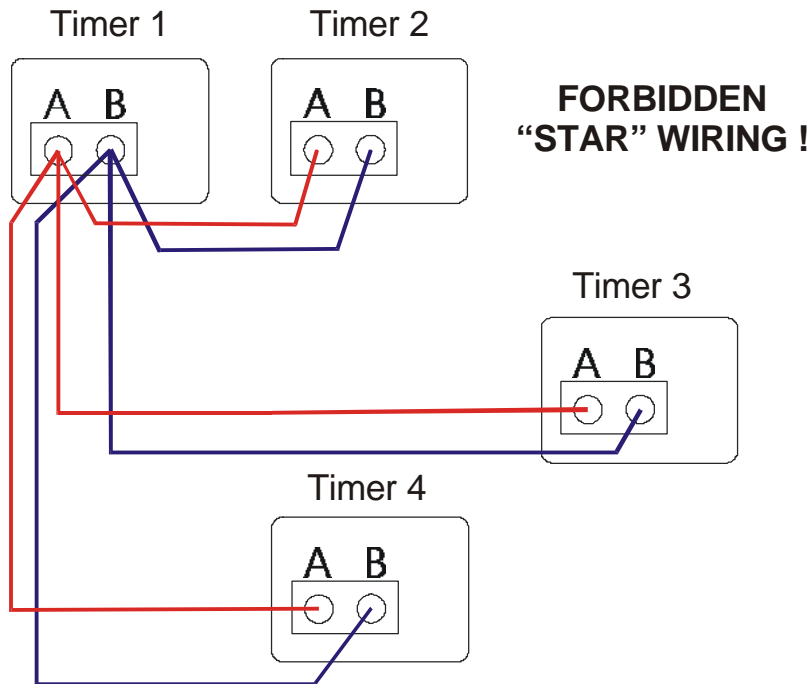 Timer 1
Timer 2
A B
A B
FORBIDDEN
“STAR” WIRING !
Timer 3
A B
Timer 4
A B